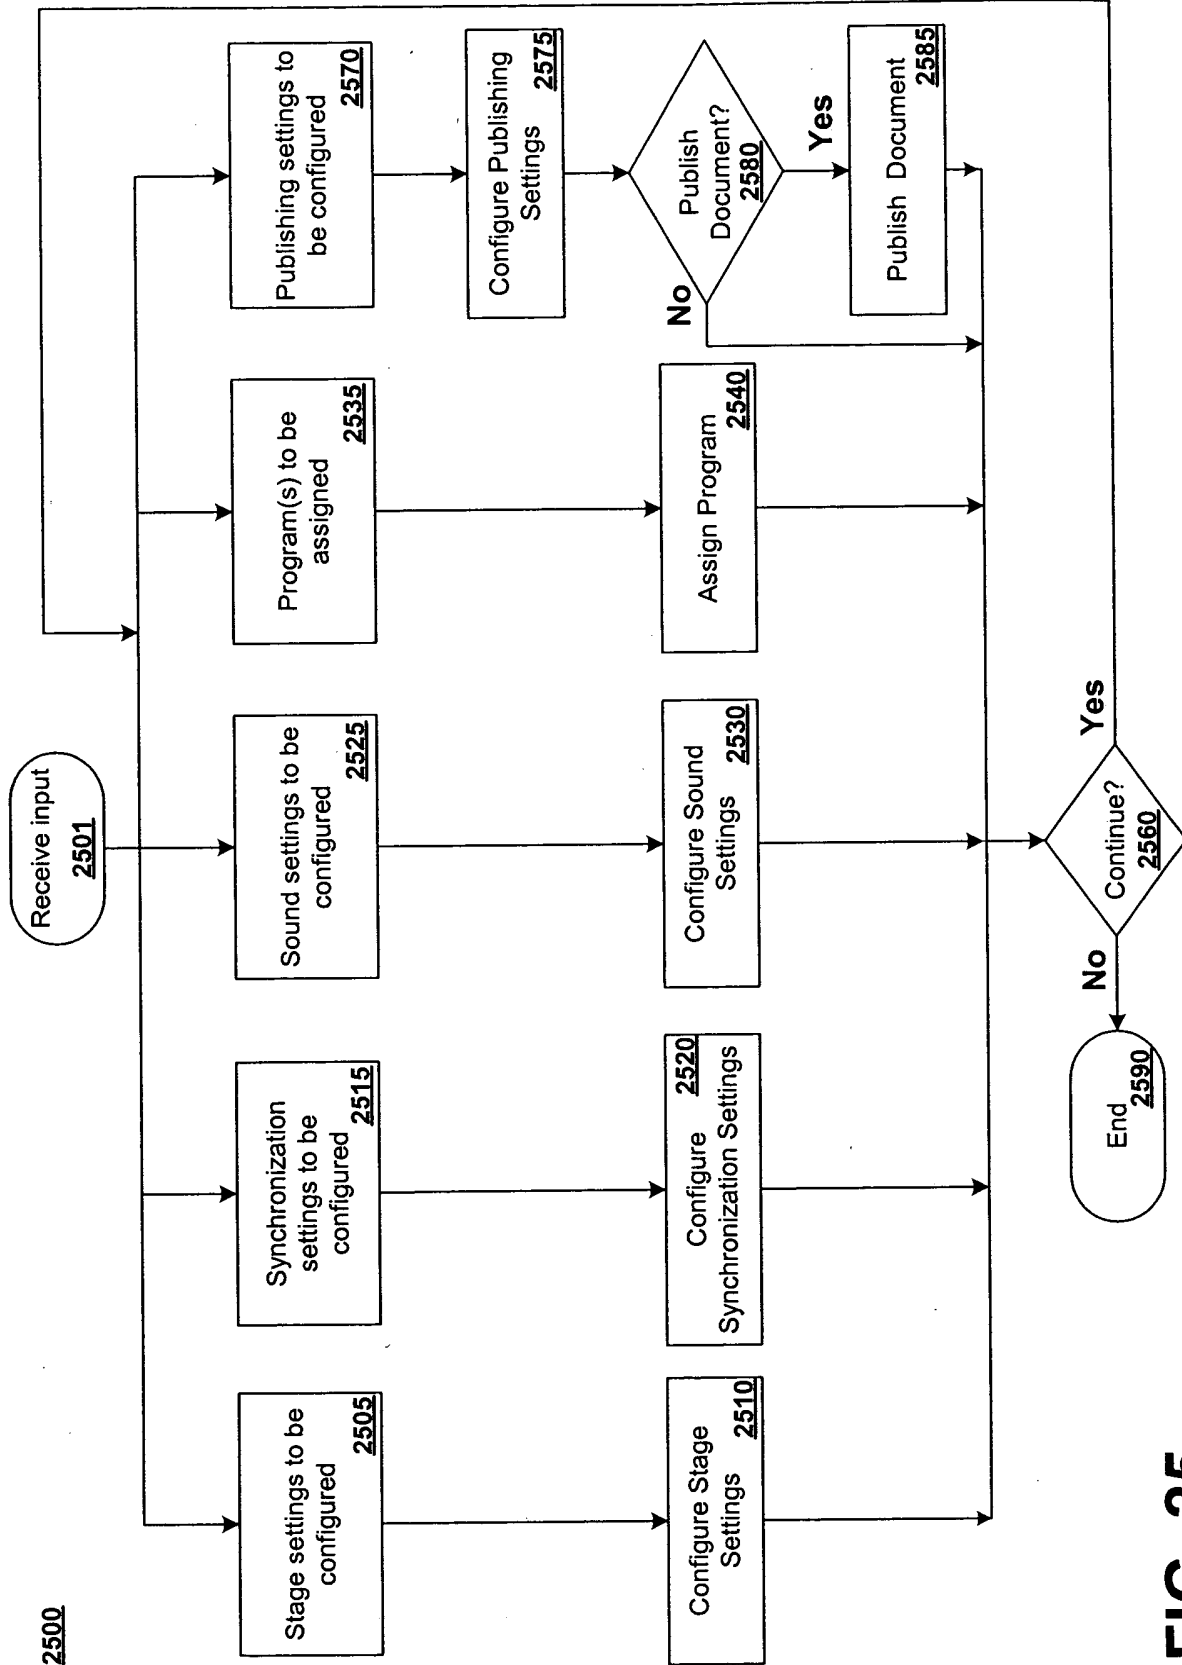 2500
Receive input
2501
Stage settings to be
configured
2505
Synchronization
settings to be
configured
2515
Sound settings to be
configured
2525
Program(s) to be
assigned
2535
Publishing settings to
be configured
2570
Configure Publishing
Settings
2575
Configure Stage
Settings
2510
Configure
Synchronization Settings
2520
Configure Sound
Settings
2530
Assign Program
2540
Publish
Document?
2580
No
Yes
Publish Document
2585
Continue?
2560
Yes
No
End
2590
FIG. 25